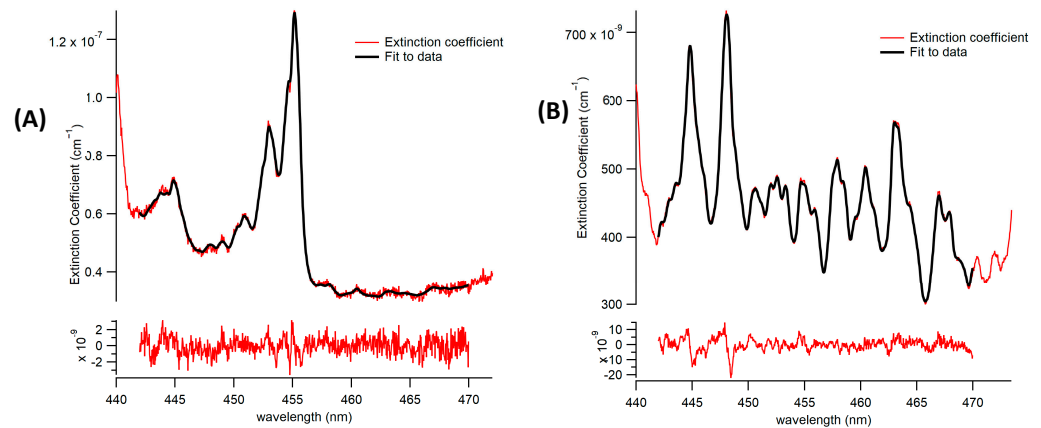 (A)
Extinction coefficient
Fit to data
1.2 x 10⁻⁷
1.0
0.8
0.6
0.4
Extinction Coefficient (cm⁻¹)
2
0
-2
x 10⁻⁹
440 445 450 455 460 465 470
wavelength (nm)
(B)
Extinction coefficient
Fit to data
700 x 10⁻⁹
600
500
400
300
Extinction Coefficient (cm⁻¹)
10
0
-10
-20
x 10⁻⁹
440 445 450 455 460 465 470
wavelength (nm)